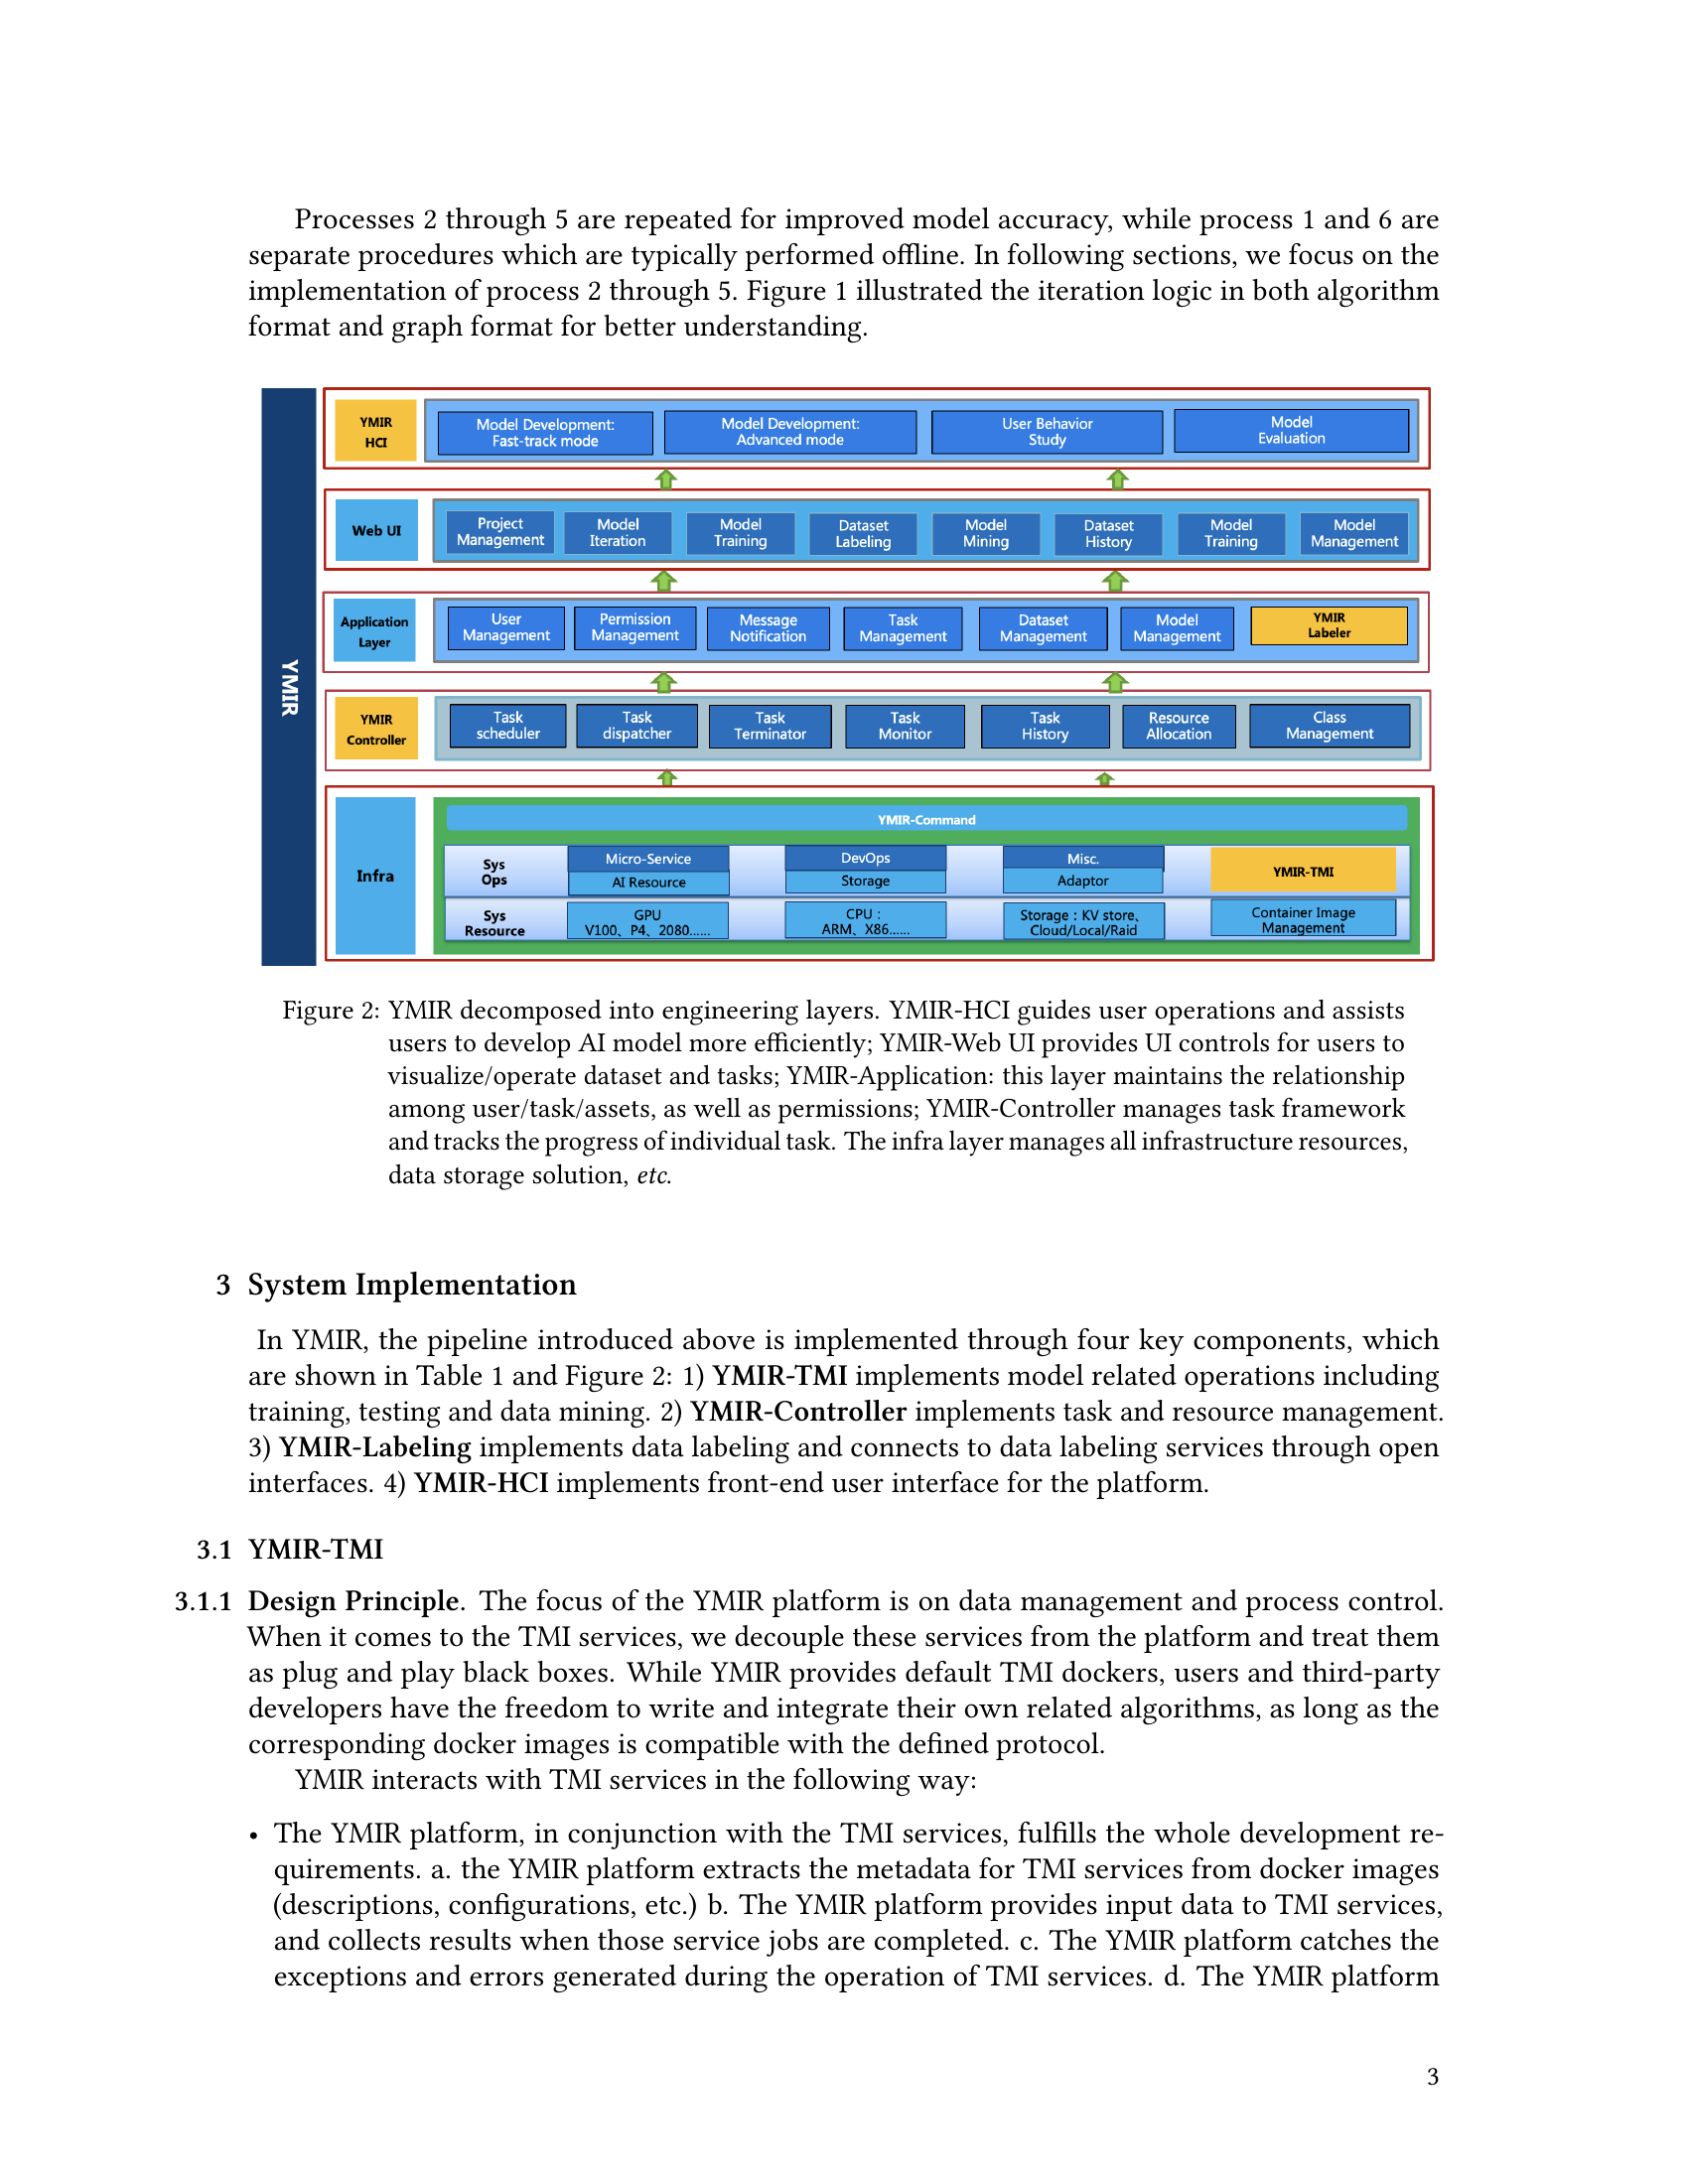 Processes 2 through 5 are repeated for improved model accuracy, while process 1 and 6 are
separate procedures which are typically performed offline. In following sections, we focus on the
implementation of process 2 through 5. Figure 1 illustrated the iteration logic in both algorithm
format and graph format for better understanding.
YMIR
YMIR
HCI
Model Development:
Fast-track mode
Model Development:
Advanced mode
User Behavior
Study
Model
Evaluation
Web UI
Project
Management
Model
Iteration
Model
Training
Dataset
Labeling
Model
Mining
Dataset
History
Model
Training
Model
Management
Application
Layer
User
Management
Permission
Management
Message
Notification
Task
Management
Dataset
Management
Model
Management
YMIR
Labeler
YMIR
Controller
Task
scheduler
Task
dispatcher
Task
Terminator
Task
Monitor
Task
History
Resource
Allocation
Class
Management
Infra
YMIR-Command
Sys
Ops
Micro-Service
AI Resource
DevOps
Storage
Misc.
Adaptor
YMIR-TMI
Sys
Resource
GPU
V100、P4、2080......
CPU：
ARM、X86......
Storage：KV store、
Cloud/Local/Raid
Container Image
Management
Figure 2: YMIR decomposed into engineering layers. YMIR-HCI guides user operations and assists
users to develop AI model more efficiently; YMIR-Web UI provides UI controls for users to
visualize/operate dataset and tasks; YMIR-Application: this layer maintains the relationship
among user/task/assets, as well as permissions; YMIR-Controller manages task framework
and tracks the progress of individual task. The infra layer manages all infrastructure resources,
data storage solution, etc.
3 System Implementation
In YMIR, the pipeline introduced above is implemented through four key components, which
are shown in Table 1 and Figure 2: 1) YMIR-TMI implements model related operations including
training, testing and data mining. 2) YMIR-Controller implements task and resource management.
3) YMIR-Labeling implements data labeling and connects to data labeling services through open
interfaces. 4) YMIR-HCI implements front-end user interface for the platform.
3.1 YMIR-TMI
3.1.1 Design Principle. The focus of the YMIR platform is on data management and process control.
When it comes to the TMI services, we decouple these services from the platform and treat them
as plug and play black boxes. While YMIR provides default TMI dockers, users and third-party
developers have the freedom to write and integrate their own related algorithms, as long as the
corresponding docker images is compatible with the defined protocol.
YMIR interacts with TMI services in the following way:
• The YMIR platform, in conjunction with the TMI services, fulfills the whole development re-
quirements. a. the YMIR platform extracts the metadata for TMI services from docker images
(descriptions, configurations, etc.) b. The YMIR platform provides input data to TMI services,
and collects results when those service jobs are completed. c. The YMIR platform catches the
exceptions and errors generated during the operation of TMI services. d. The YMIR platform
3